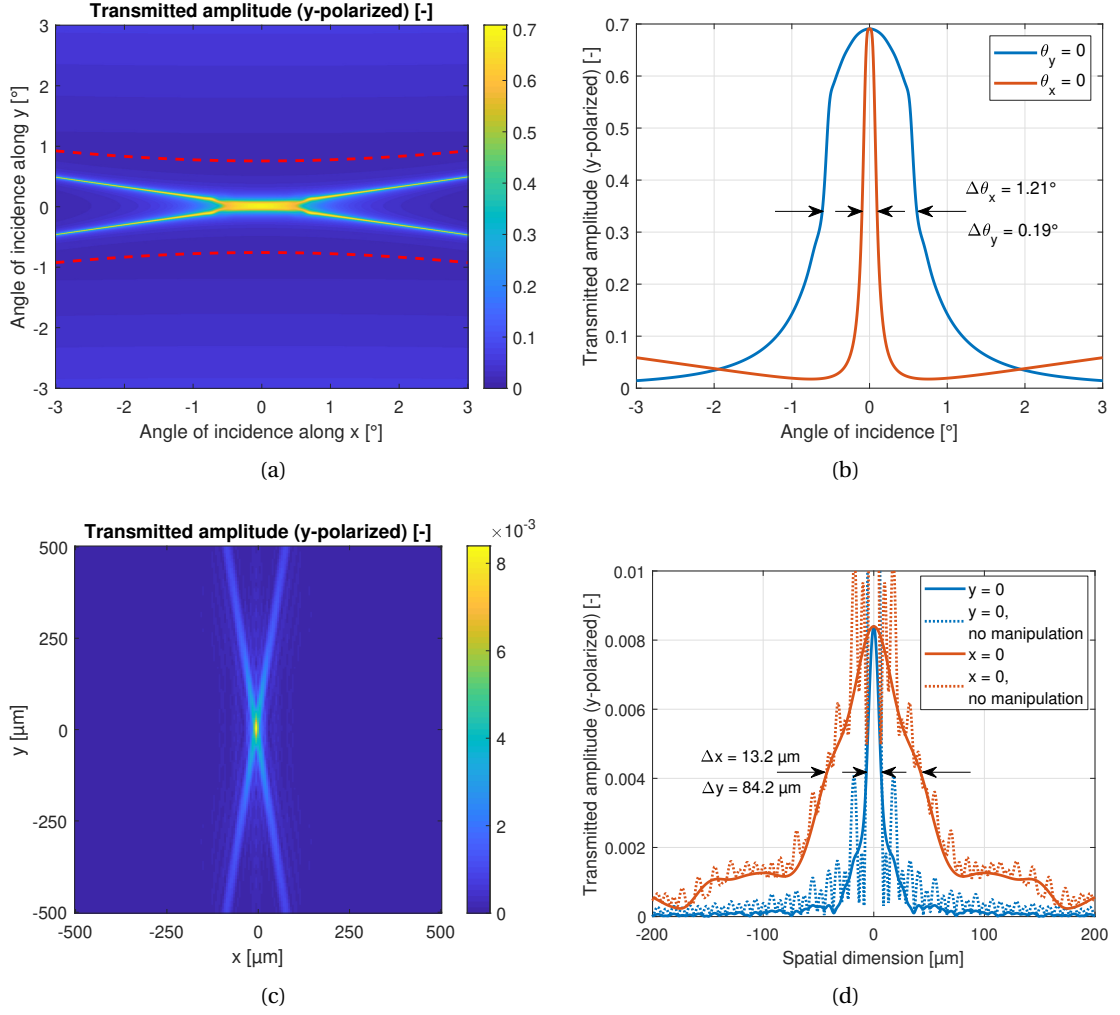 Transmitted amplitude (y-polarized) [-]
3
2
1
0
-1
-2
-3
Angle of incidence along y [°]
-3 -2 -1 0 1 2 3
Angle of incidence along x [°]
0.7
0.6
0.5
0.4
0.3
0.2
0.1
0
(a)
0.7
0.6
0.5
0.4
0.3
0.2
0.1
0
Transmitted amplitude (y-polarized) [-]
θy = 0
θx = 0
Δθx = 1.21°
Δθy = 0.19°
-3 -2 -1 0 1 2 3
Angle of incidence [°]
(b)
Transmitted amplitude (y-polarized) [-]
×10-3
500
250
0
-250
-500
y [µm]
-500 -250 0 250 500
x [µm]
8
6
4
2
0
(c)
0.01
0.008
0.006
0.004
0.002
0
Transmitted amplitude (y-polarized) [-]
y = 0
y = 0,
no manipulation
x = 0
x = 0,
no manipulation
Δx = 13.2 µm
Δy = 84.2 µm
-200 -100 0 100 200
Spatial dimension [µm]
(d)